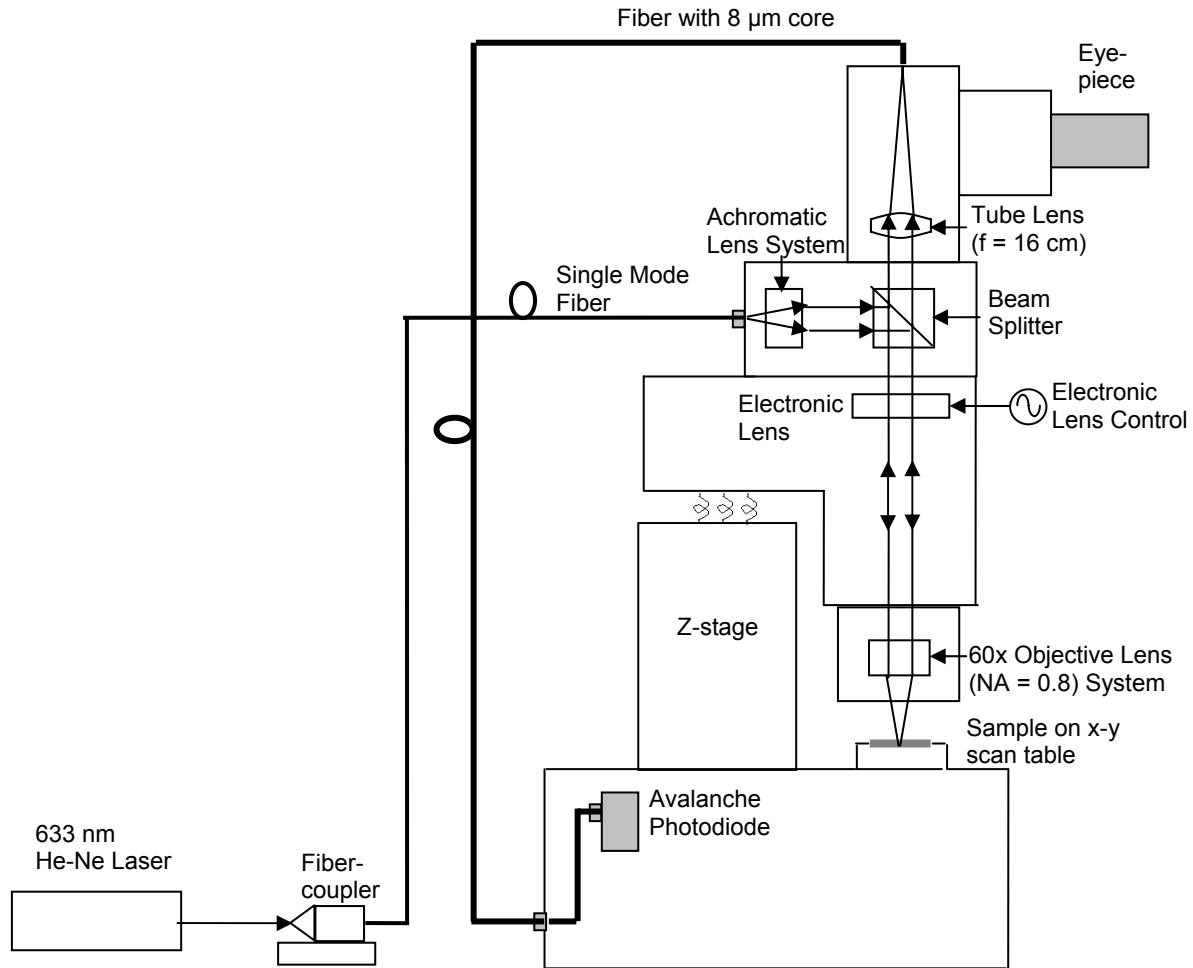 Fiber with 8 µm core
Eye-
piece
Achromatic
Lens System
Tube Lens
(f = 16 cm)
Single Mode
Fiber
Beam
Splitter
Electronic
Lens
Electronic
Lens Control
Z-stage
60x Objective Lens
(NA = 0.8) System
Sample on x-y
scan table
Avalanche
Photodiode
633 nm
He-Ne Laser
Fiber-
coupler